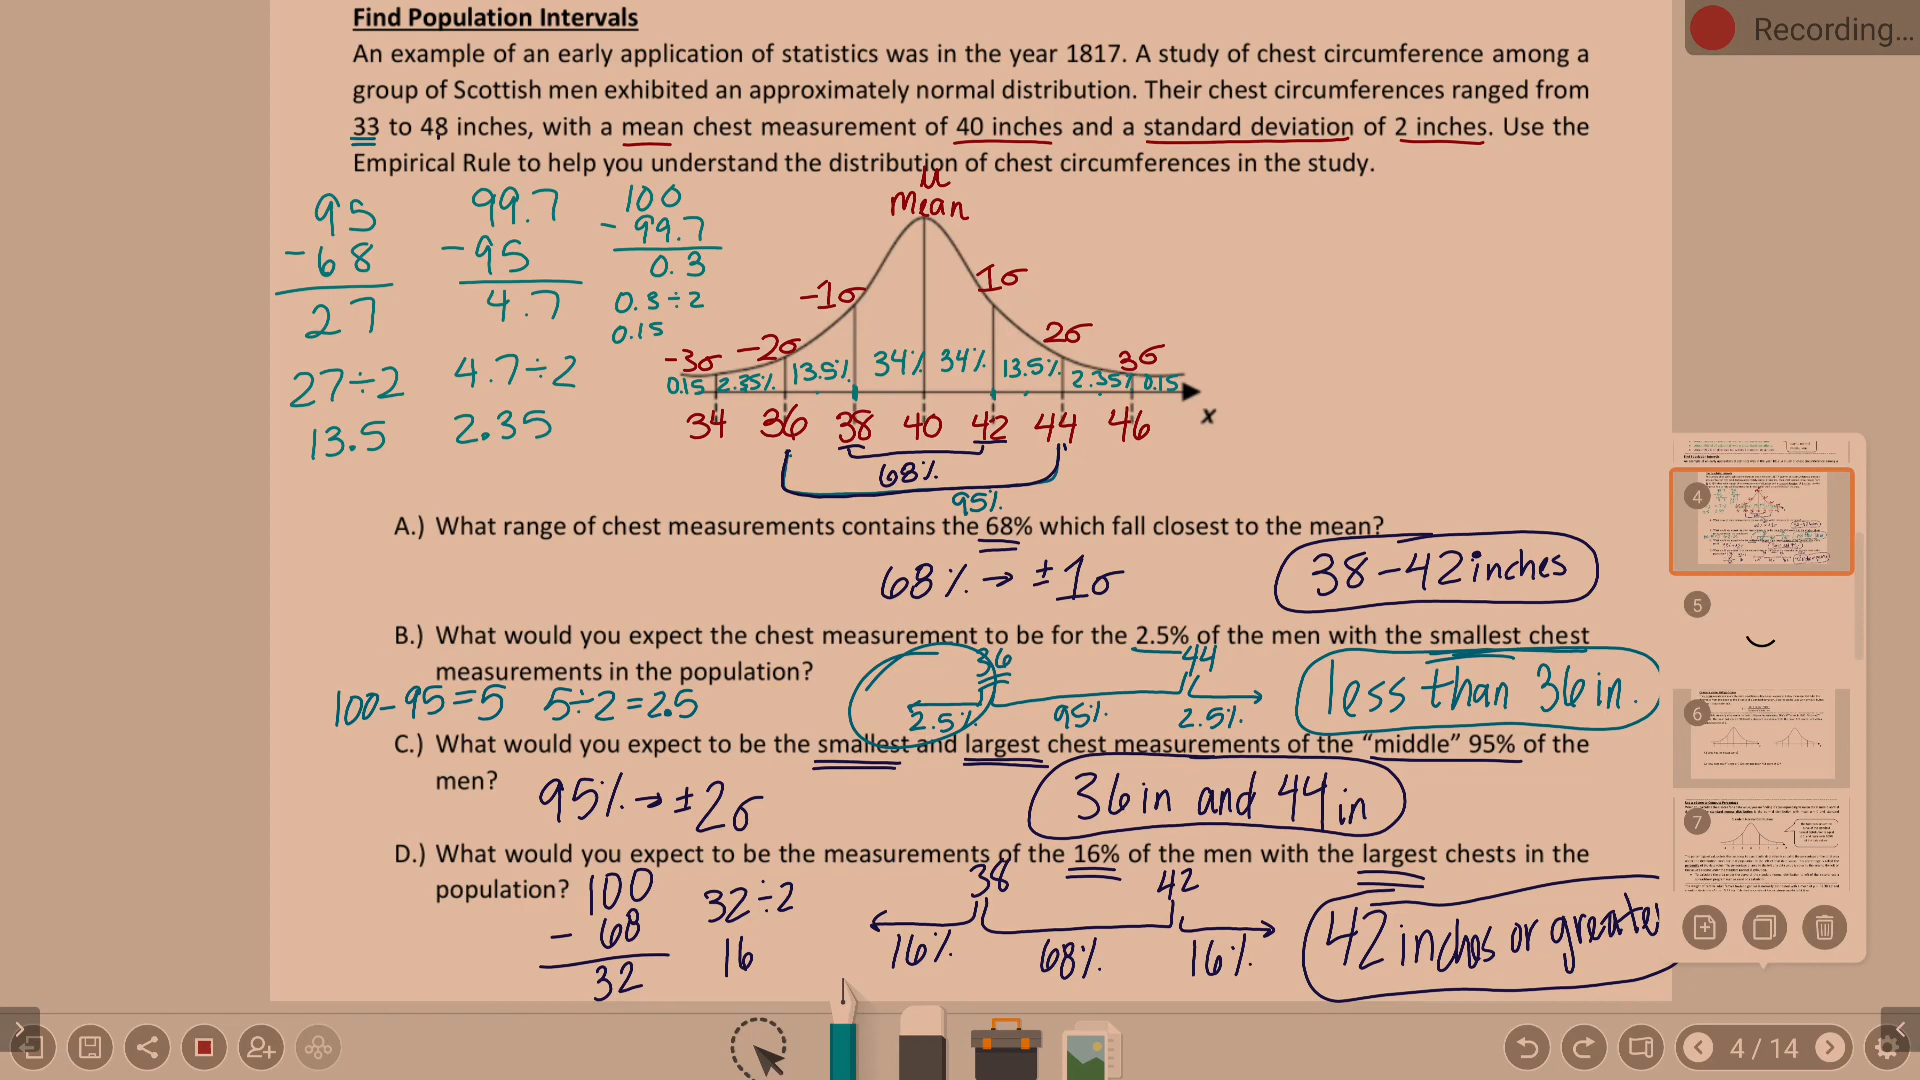 Find Population Intervals
Recording...
An example of an early application of statistics was in the year 1817. A study of chest circumference among a
group of Scottish men exhibited an approximately normal distribution. Their chest circumferences ranged from
33 to 48 inches, with a mean chest measurement of 40 inches and a standard deviation of 2 inches. Use the
Empirical Rule to help you understand the distribution of chest circumferences in the study.
95
-68
27
27÷2
13.5
99.7
-95
4.7
4.7÷2
2.35
100
- 99.7
0.3
0.3÷2
0.15
μ
Mean
-3σ -2σ -1σ 1σ 2σ 3σ
0.15 2.35% 13.5% 34% 34% 13.5% 2.35% 0.15
34 36 38 40 42 44 46 x
68%
95%
A.) What range of chest measurements contains the 68% which fall closest to the mean?
68% → ±1σ
38-42 inches
B.) What would you expect the chest measurement to be for the 2.5% of the men with the smallest chest
measurements in the population?
36 44
100-95=5 5÷2=2.5
2.5% 95% 2.5%
less than 36 in.
C.) What would you expect to be the smallest and largest chest measurements of the “middle” 95% of the
men?
95% → ±2σ
36 in and 44 in
D.) What would you expect to be the measurements of the 16% of the men with the largest chests in the
population?
100
- 68
32
32÷2
16
38 42
16% 68% 16%
42 inches or greate
4
5
6
7
4 / 14